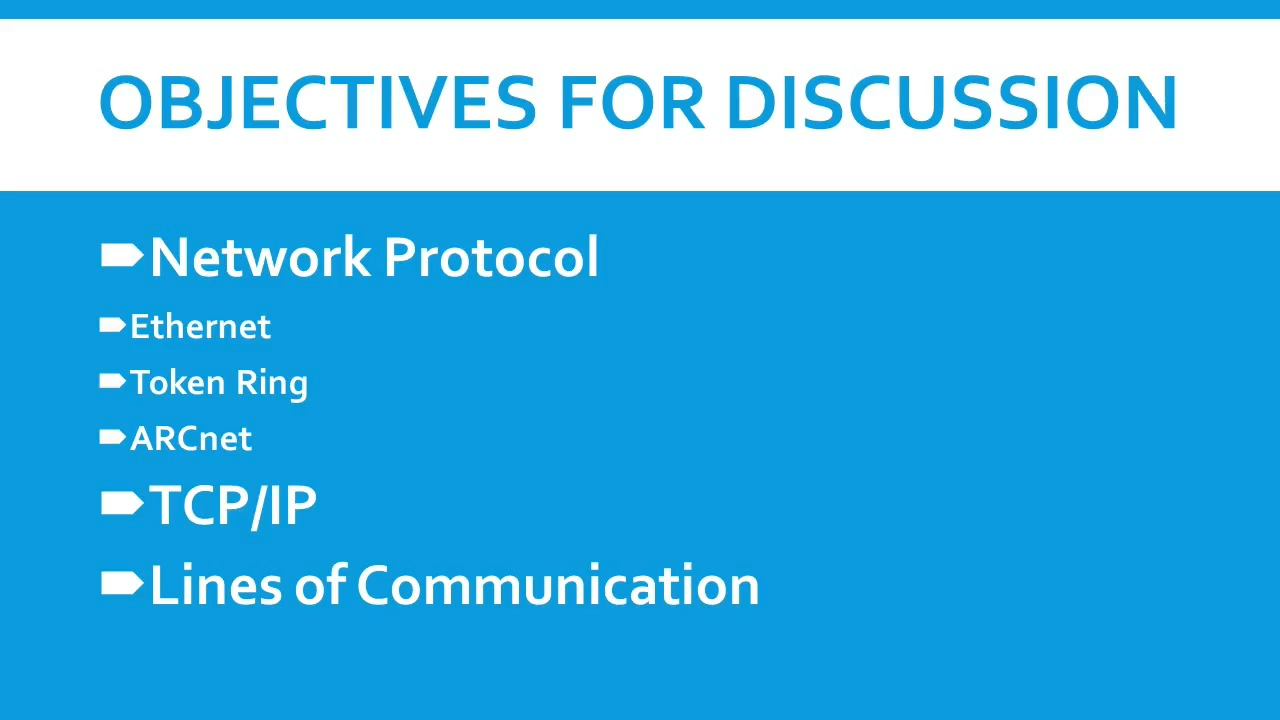 OBJECTIVES FOR DISCUSSION
Network Protocol
Ethernet
Token Ring
ARCnet
TCP/IP
Lines of Communication